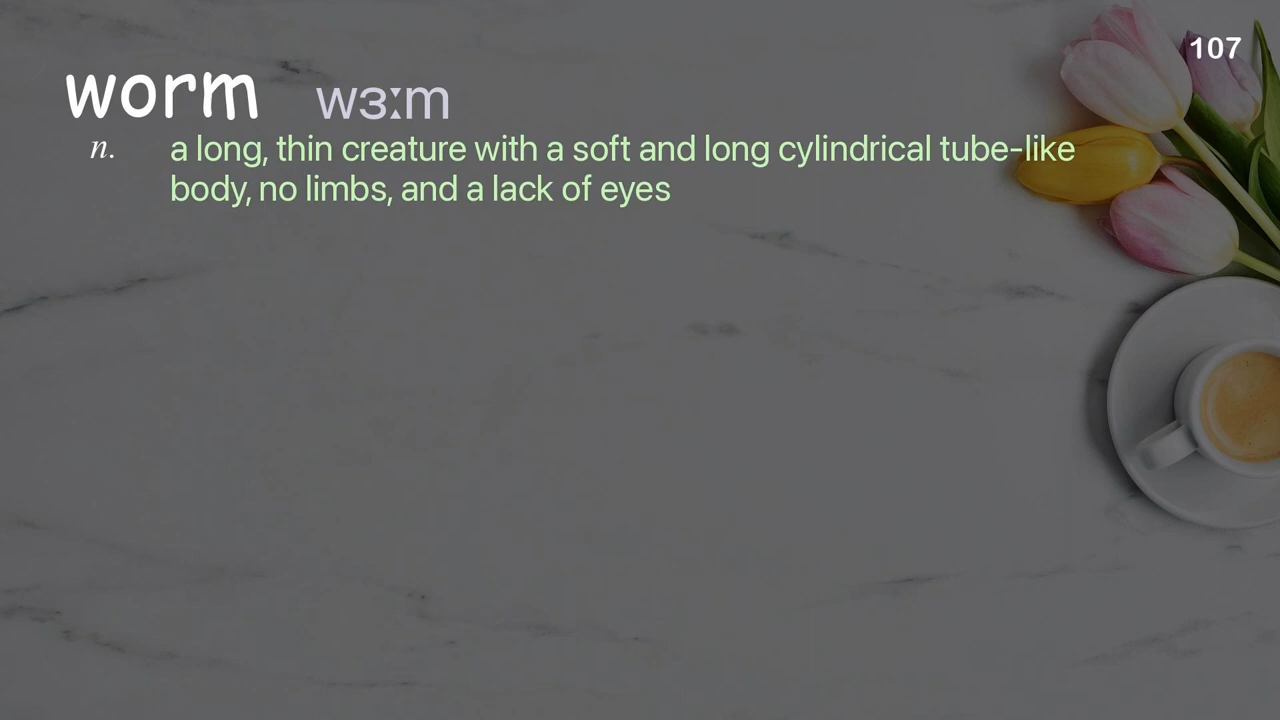 107
worm wɜːm
n. a long, thin creature with a soft and long cylindrical tube-like
body, no limbs, and a lack of eyes